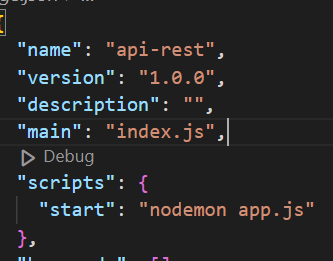 {
"name": "api-rest",
"version": "1.0.0",
"description": "",
"main": "index.js",
Debug
"scripts": {
"start": "nodemon app.js"
},